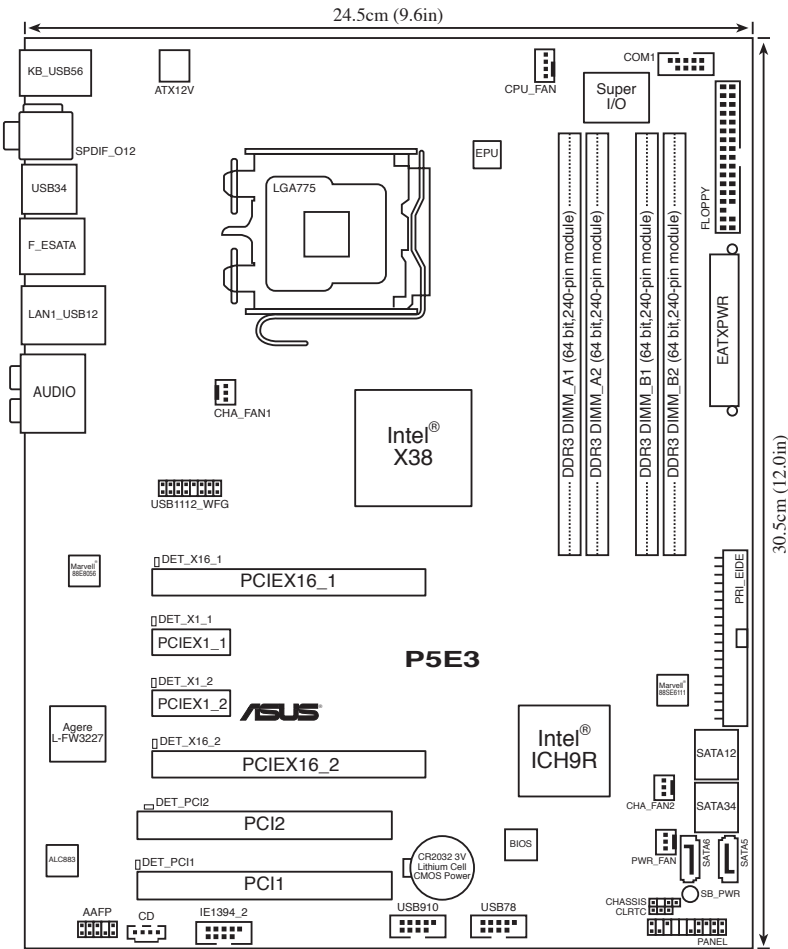 24.5cm (9.6in)
KB_USB56
ATX12V
CPU_FAN
COM1
Super
I/O
SPDIF_O12
EPU
FLOPPY
USB34
LGA775
F_ESATA
DDR3 DIMM_A1 (64 bit,240-pin module)
DDR3 DIMM_A2 (64 bit,240-pin module)
DDR3 DIMM_B1 (64 bit,240-pin module)
DDR3 DIMM_B2 (64 bit,240-pin module)
EATXPWR
LAN1_USB12
AUDIO
CHA_FAN1
Intel®
X38
30.5cm (12.0in)
USB1112_WFG
Marvell®
88E8056
DET_X16_1
PCIEX16_1
PRI_EIDE
DET_X1_1
PCIEX1_1
P5E3
DET_X1_2
PCIEX1_2
ASUS
Marvell®
88SE6111
Agere
L-FW3227
Intel®
ICH9R
DET_X16_2
PCIEX16_2
SATA12
CHA_FAN2
SATA34
DET_PCI2
PCI2
ALC883
DET_PCI1
PCI1
CR2032 3V
Lithium Cell
CMOS Power
BIOS
PWR_FAN
SATA6
SATA5
SB_PWR
CHASSIS
CLRTC
AAFP
CD
IE1394_2
USB910
USB78
PANEL